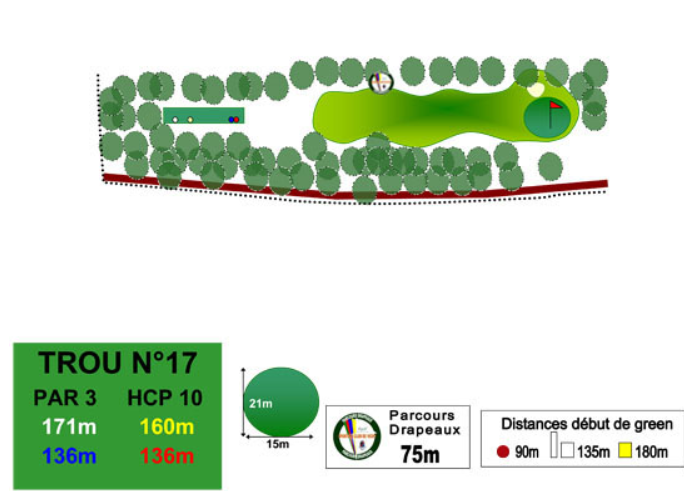 TROU N°17
PAR 3 HCP 10
171m 160m
136m 136m
21m
15m
Parcours
Drapeaux
75m
Distances début de green
90m 135m 180m